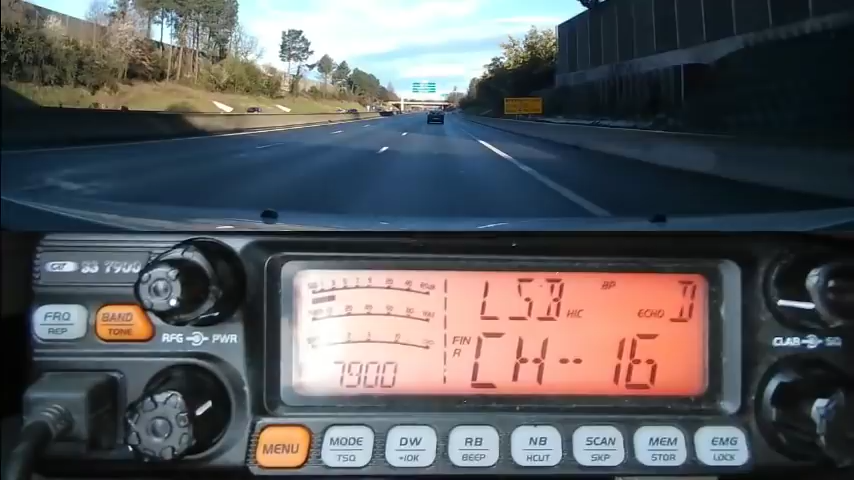 CRT SS 7900
LSB BP
HIC ECHO D
FIN
R
CH--16
7900
FRQ
REP
BAND
TONE
RFG PWR
CLAR SQ
MENU
MODE
TSQ
DW
+10K
RB
BEEP
NB
HCUT
SCAN
SKP
MEM
STOR
EMG
LOCK